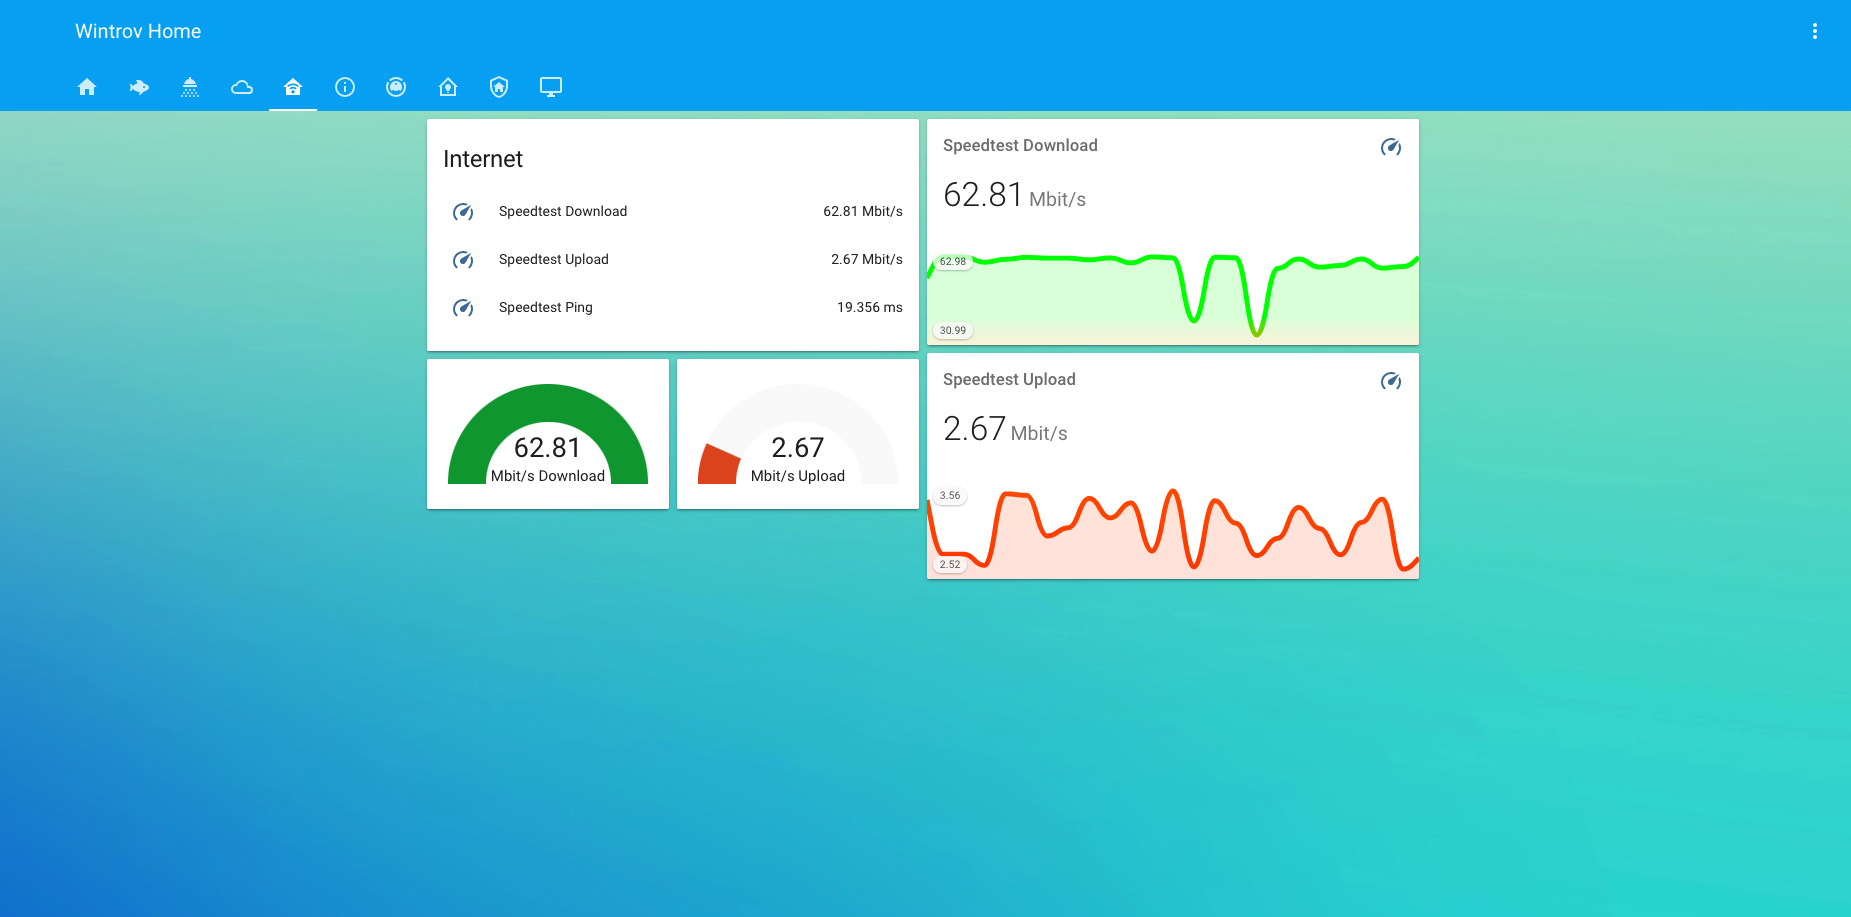 Wintrov Home
Internet
Speedtest Download 62.81 Mbit/s
Speedtest Upload 2.67 Mbit/s
Speedtest Ping 19.356 ms
62.81
Mbit/s Download
2.67
Mbit/s Upload
Speedtest Download
62.81 Mbit/s
62.98
30.99
Speedtest Upload
2.67 Mbit/s
3.56
2.52